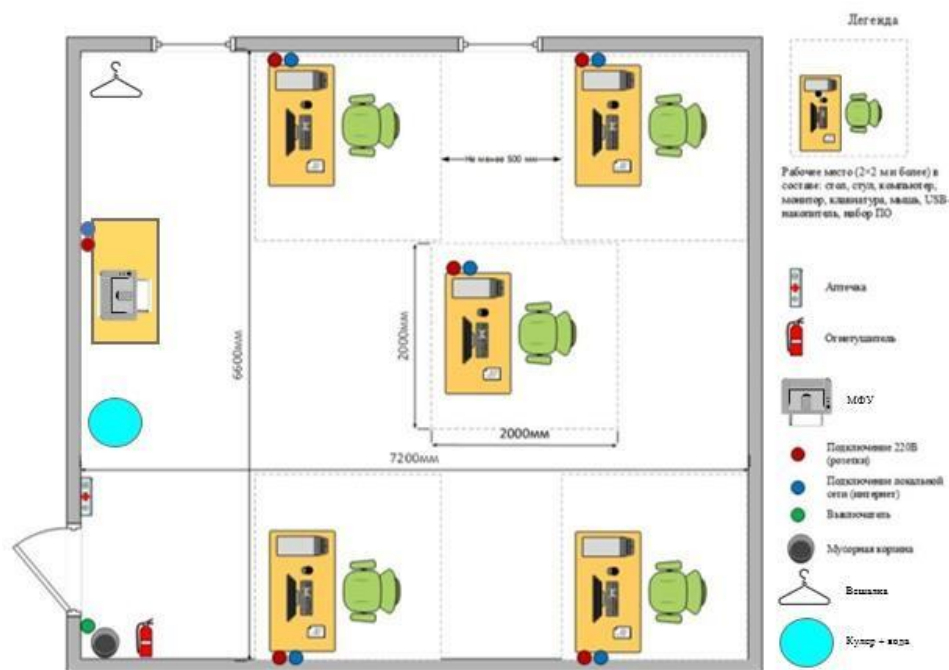 Легенда
Не менее 500 мм
Рабочее место (2×2 м и более) в
составе: стол, стул, компьютер,
монитор, клавиатура, мышь, USB-
накопитель, набор ПО
6600мм
2000мм
2000мм
7200мм
Аптечка
Огнетушитель
МФУ
Подключение 220В
(розетки)
Подключение локальной
сети (интернет)
Выключатель
Мусорная корзина
Вешалка
Кулер + вода